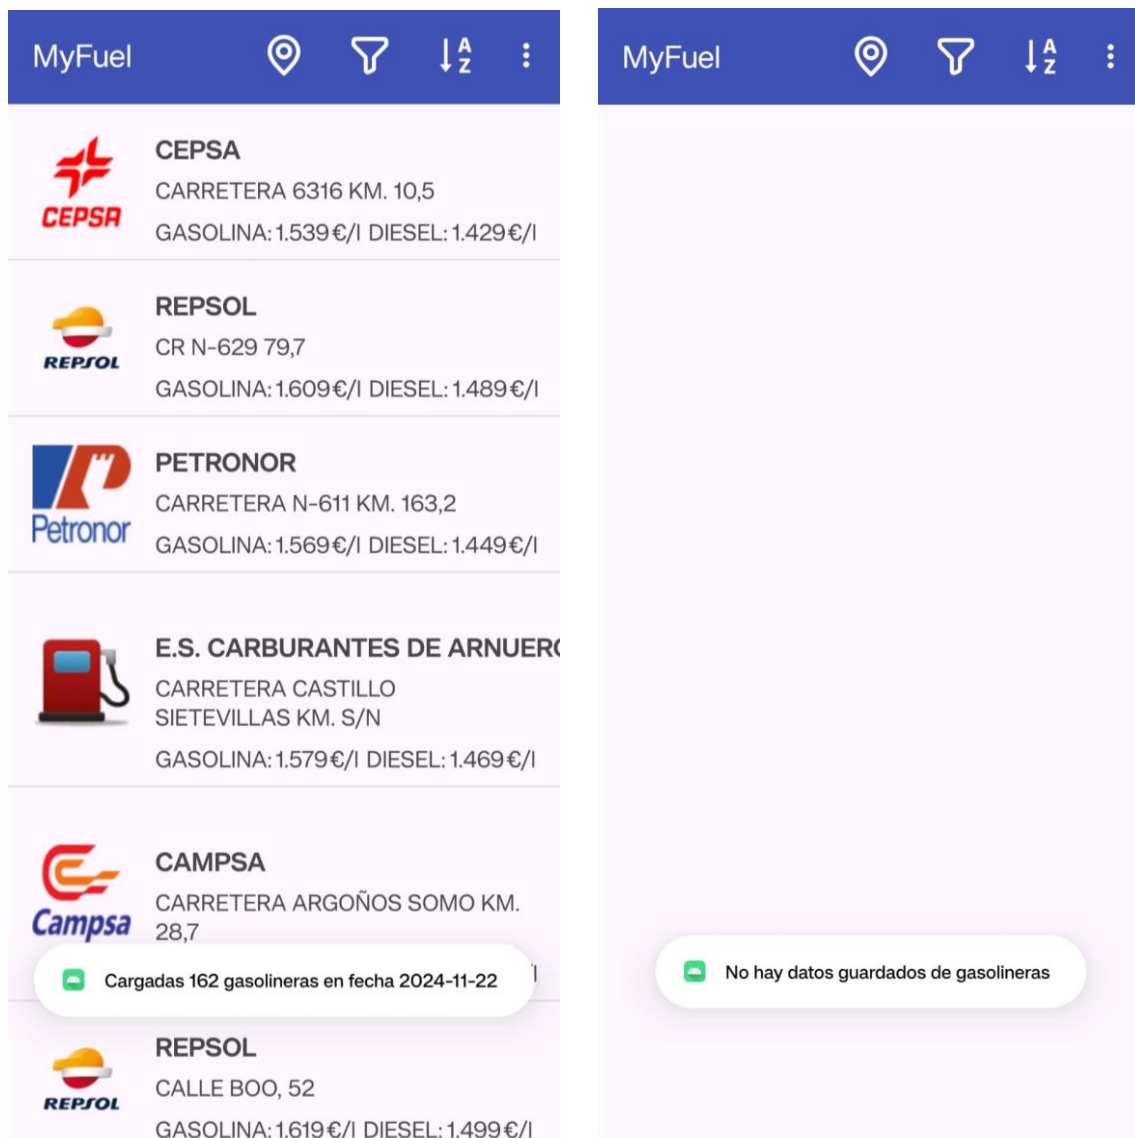 MyFuel
A
Z
CEPSA
CEPSA
CARRETERA 6316 KM. 10,5
GASOLINA: 1.539€/l DIESEL: 1.429€/l
REPSOL
REPSOL
CR N-629 79,7
GASOLINA: 1.609€/l DIESEL: 1.489€/l
Petronor
PETRONOR
CARRETERA N-611 KM. 163,2
GASOLINA: 1.569€/l DIESEL: 1.449€/l
E.S. CARBURANTES DE ARNUERO
CARRETERA CASTILLO
SIETEVILLAS KM. S/N
GASOLINA: 1.579€/l DIESEL: 1.469€/l
Campsa
CAMPSA
CARRETERA ARGOÑOS SOMO KM.
28,7
Cargadas 162 gasolineras en fecha 2024-11-22
REPSOL
REPSOL
CALLE BOO, 52
GASOLINA: 1.619€/l DIESEL: 1.499€/l
MyFuel
A
Z
No hay datos guardados de gasolineras